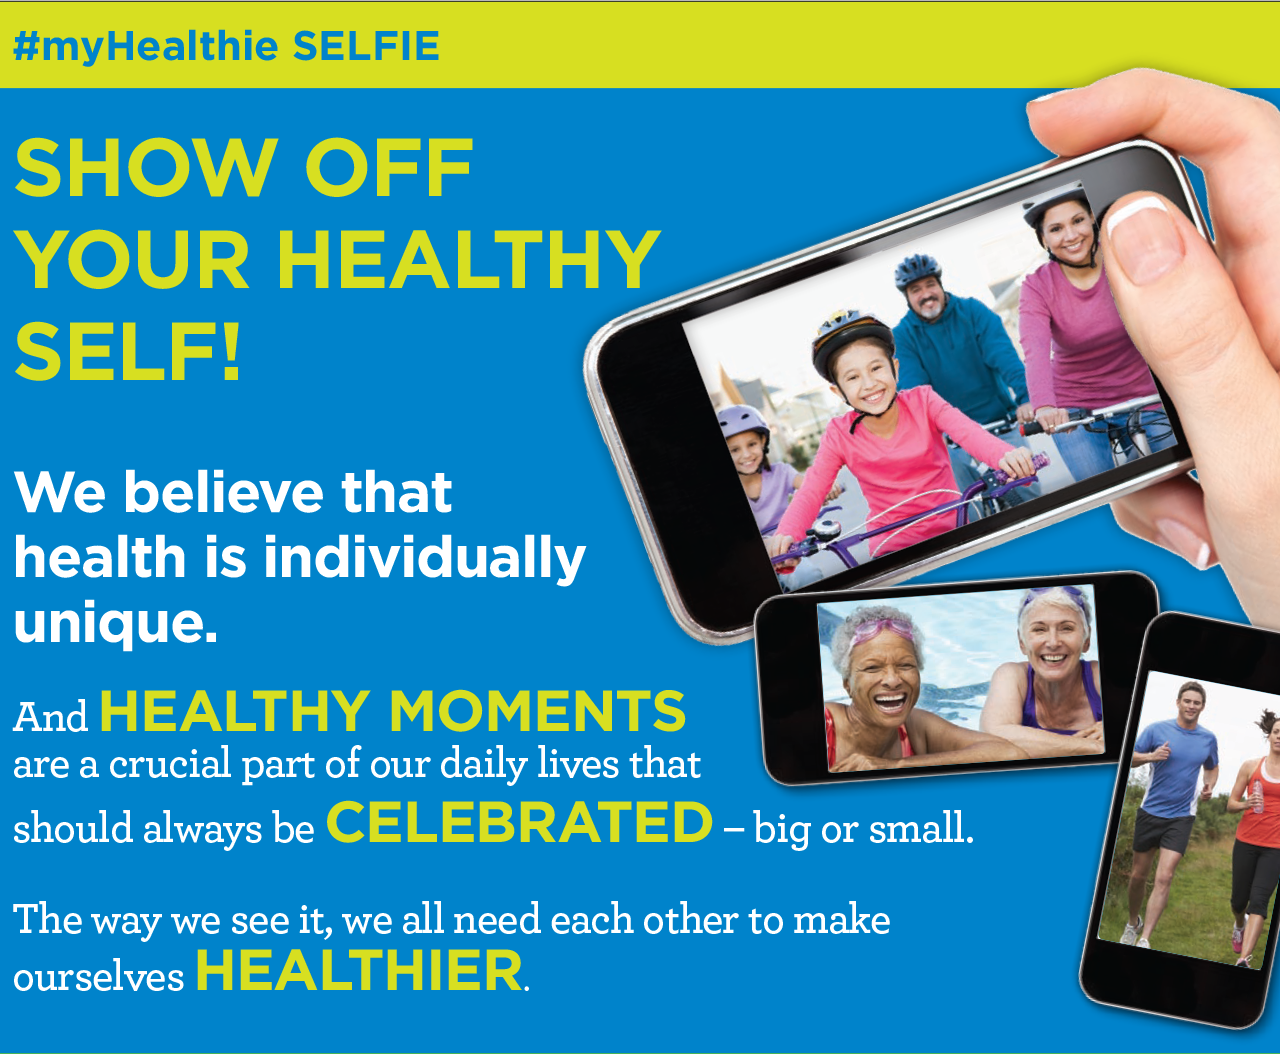 #myHealthie SELFIE
SHOW OFF
YOUR HEALTHY
SELF!
We believe that
health is individually
unique.
And HEALTHY MOMENTS
are a crucial part of our daily lives that
should always be CELEBRATED – big or small.
The way we see it, we all need each other to make
ourselves HEALTHIER.